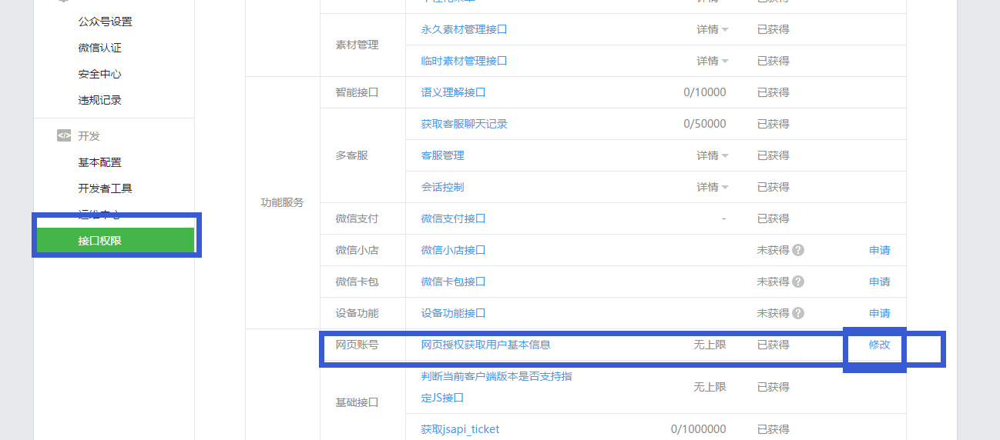 公众号设置
微信认证
安全中心
违规记录
开发
基本配置
开发者工具
运维中心
接口权限
详情 已获得
素材管理 永久素材管理接口 详情 已获得
临时素材管理接口 详情 已获得
功能服务
智能接口 语义理解接口 0/10000 已获得
多客服 获取客服聊天记录 0/50000 已获得
客服管理 详情 已获得
会话控制 详情 已获得
微信支付 微信支付接口 - 已获得
微信小店 微信小店接口 未获得 ? 申请
微信卡包 微信卡包接口 未获得 ? 申请
设备功能 设备功能接口 未获得 ? 申请
网页账号 网页授权获取用户基本信息 无上限 已获得 修改
基础接口 判断当前客户端版本是否支持指
定JS接口 无上限 已获得
获取jsapi_ticket 0/1000000 已获得